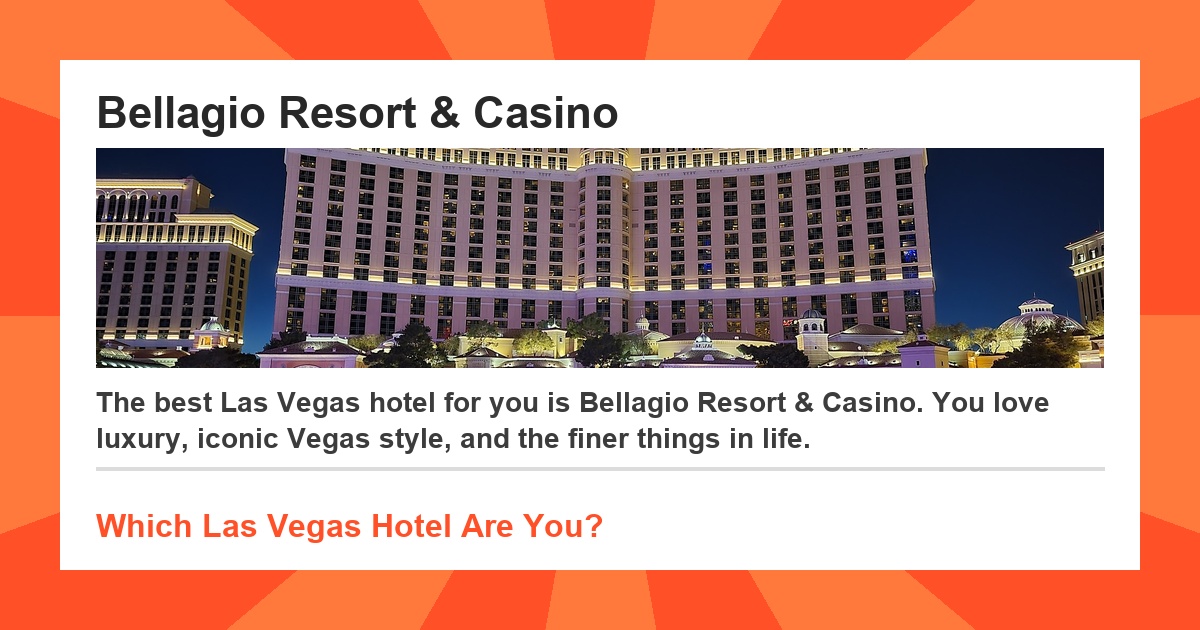 Bellagio Resort & Casino
The best Las Vegas hotel for you is Bellagio Resort & Casino. You love
luxury, iconic Vegas style, and the finer things in life.
Which Las Vegas Hotel Are You?